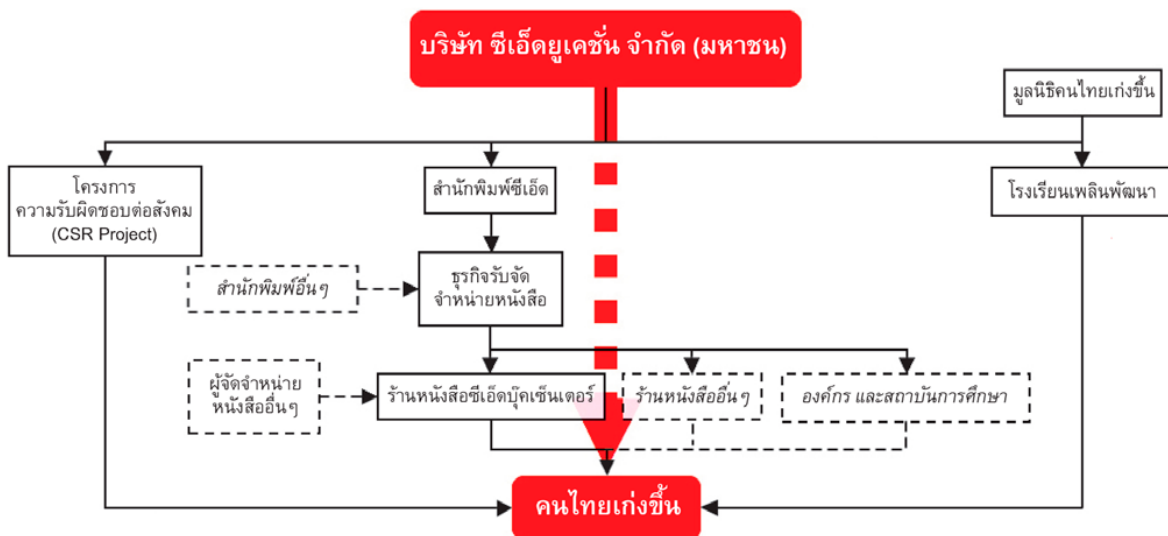 บริษัท ซีเอ็ดยูเคชั่น จำกัด (มหาชน)
มูลนิธิคนไทยเก่งขึ้น
โครงการ
ความรับผิดชอบต่อสังคม
(CSR Project)
สำนักพิมพ์ซีเอ็ด
โรงเรียนเพลินพัฒนา
สำนักพิมพ์อื่นๆ
ธุรกิจรับจัด
จำหน่ายหนังสือ
ผู้จัดจำหน่าย
หนังสืออื่นๆ
ร้านหนังสือซีเอ็ดบุ๊คเซ็นเตอร์
ร้านหนังสืออื่นๆ
องค์กร และสถาบันการศึกษา
คนไทยเก่งขึ้น